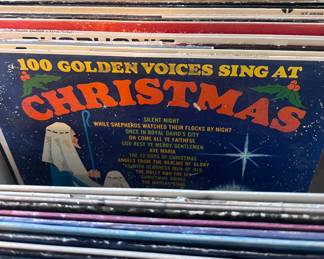 100 GOLDEN VOICES SING AT
CHRISTMAS
SILENT NIGHT
WHILE SHEPHERDS WATCHED THEIR FLOCKS BY NIGHT
ONCE IN ROYAL DAVID'S CITY
OH COME ALL YE FAITHFUL
GOD REST YE MERRY GENTLEMEN
AVE MARIA
THE 12 DAYS OF CHRISTMAS
ANGELS FROM THE REALMS OF GLORY
THE HOLLY AND THE IVY